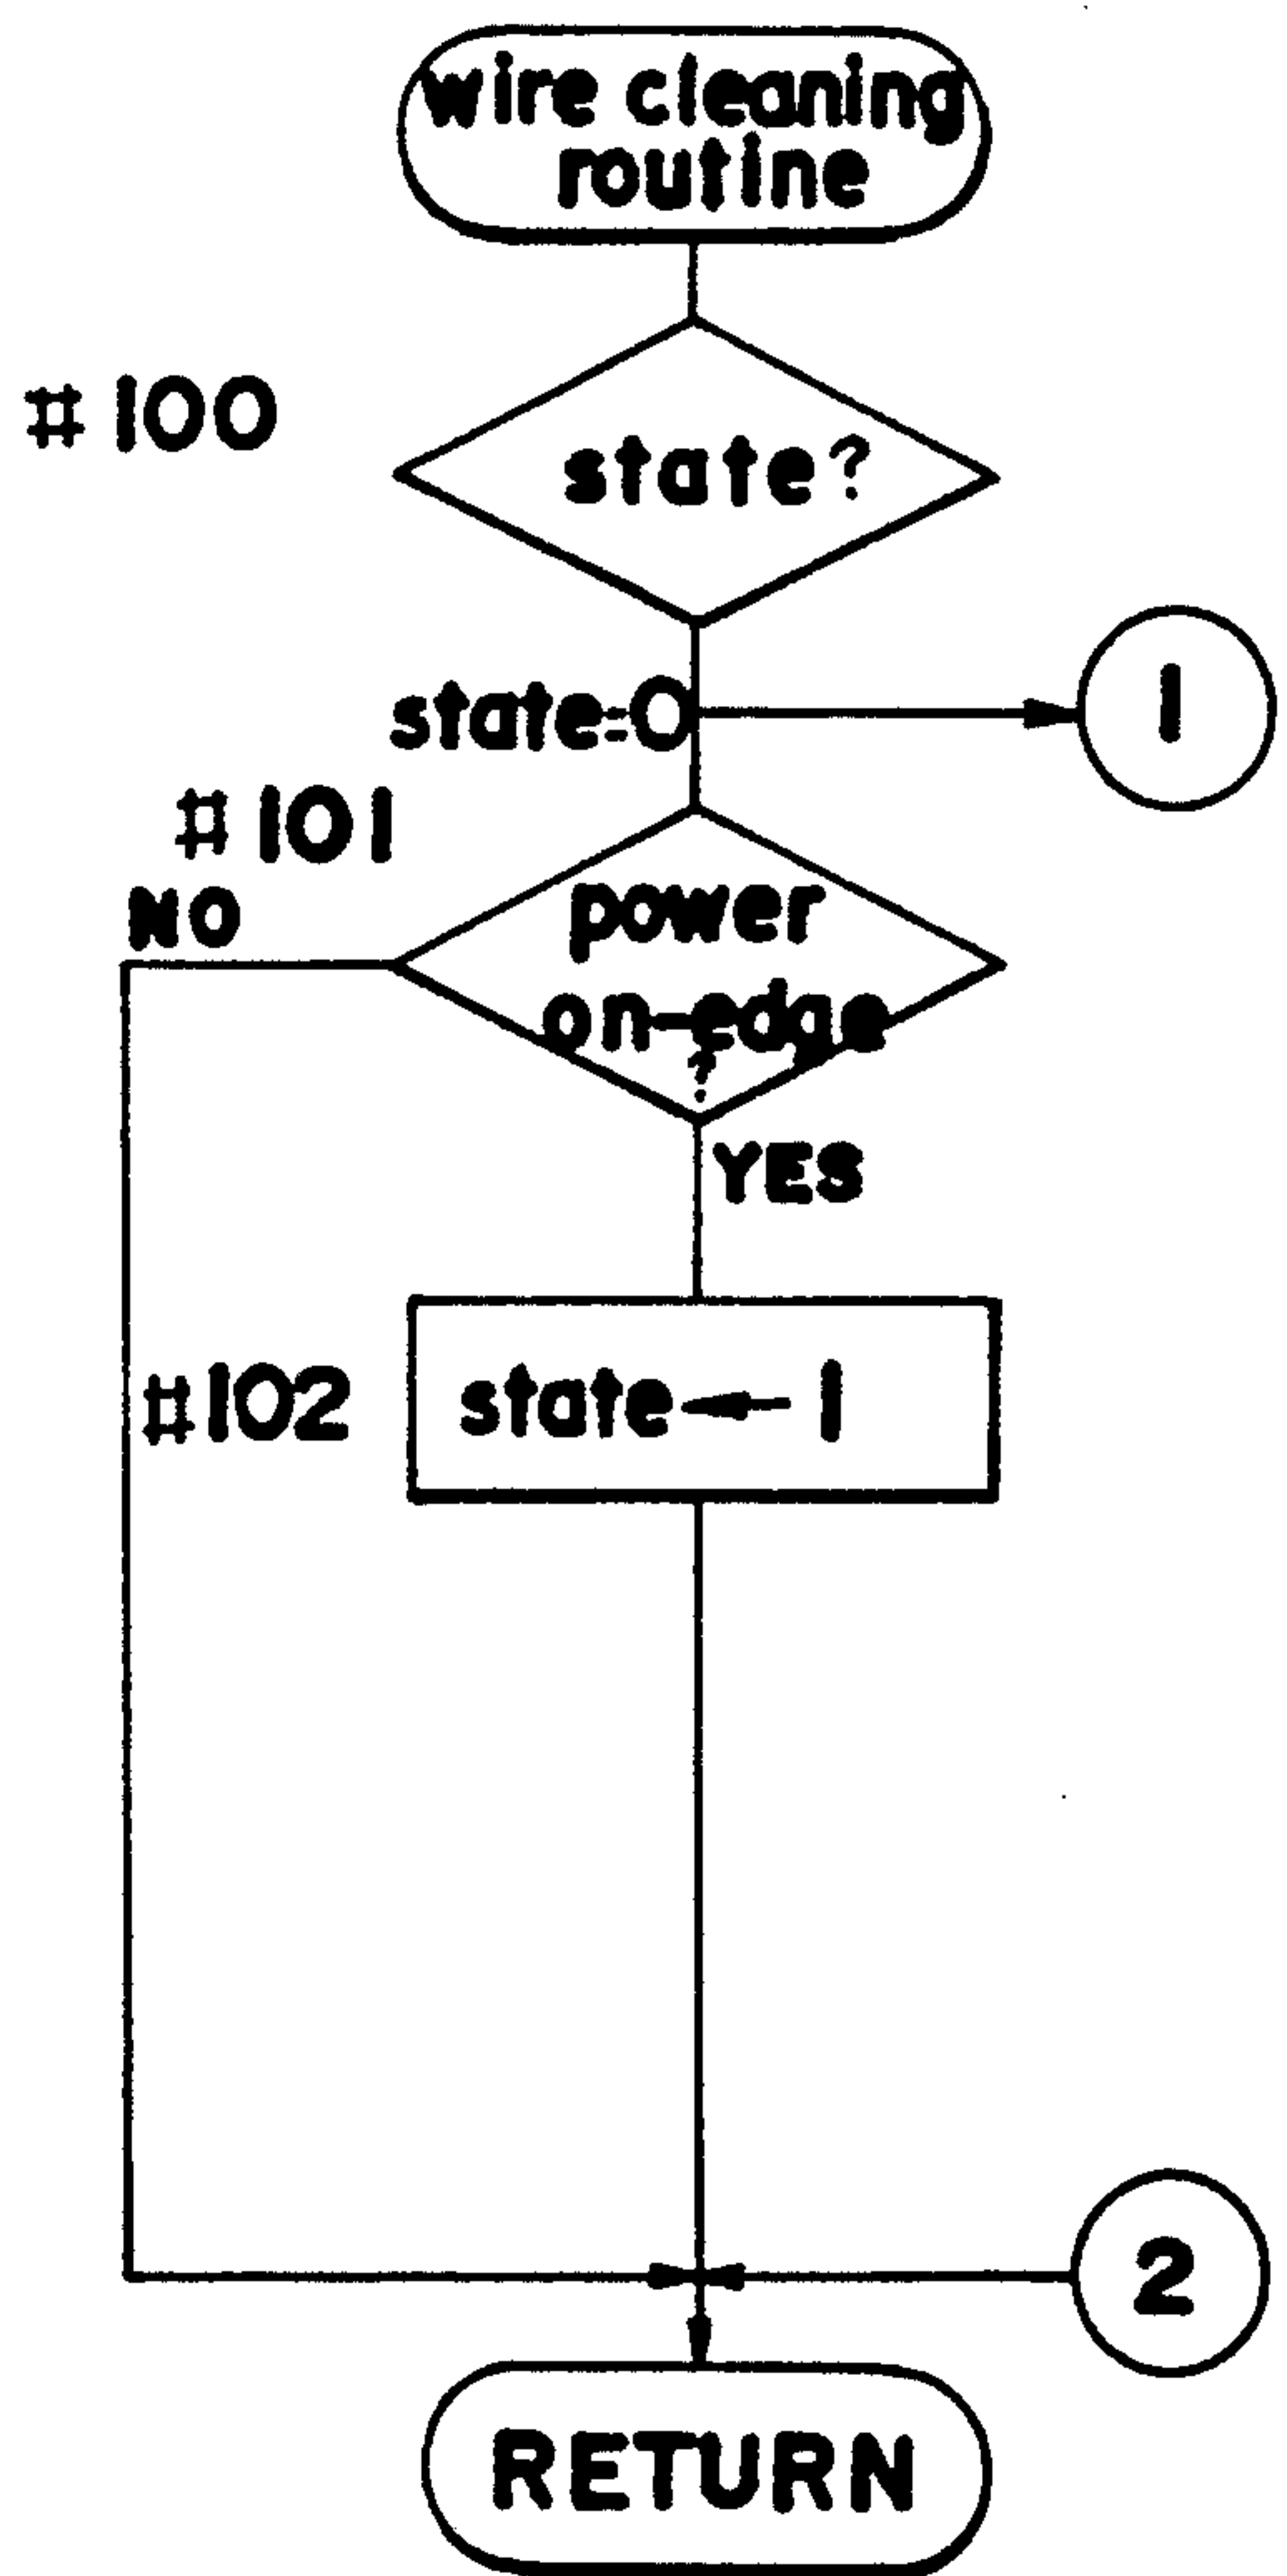 wire cleaning
routine
#100
state?
state=0
1
#101
NO
power
on-edge
?
YES
#102
state← 1
2
RETURN